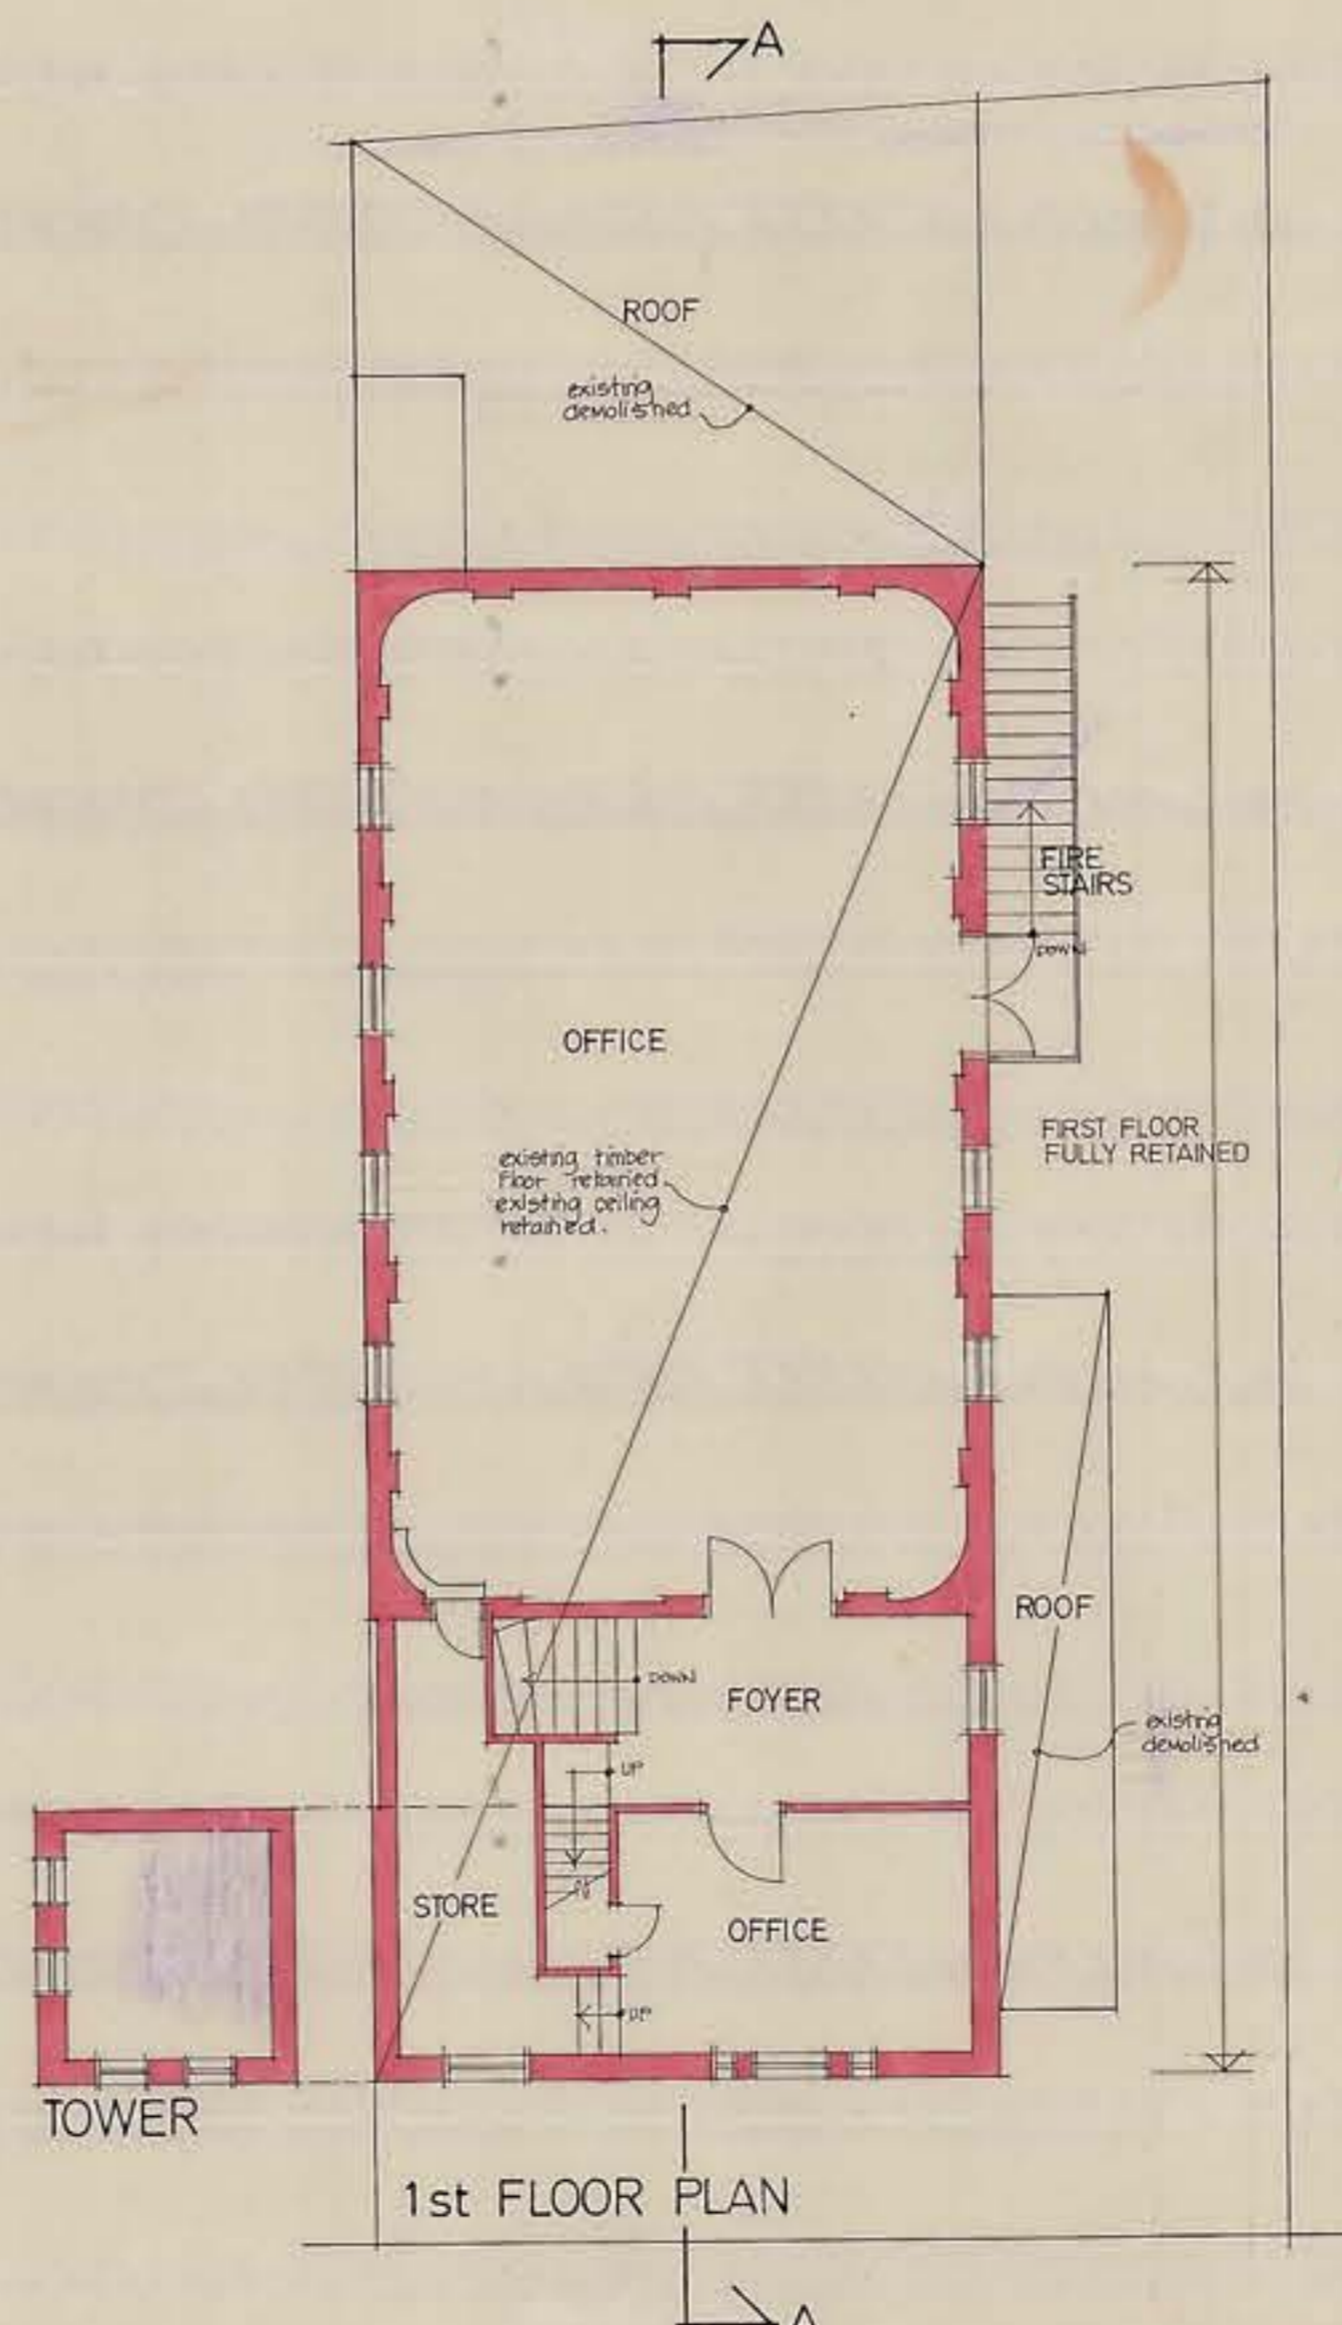 A
ROOF
existing
demolished
FIRE
STAIRS
DOWN
OFFICE
FIRST FLOOR
FULLY RETAINED
existing timber
floor retained
existing ceiling
retained.
ROOF
DOWN
FOYER
existing
demolished
UP
STORE
OFFICE
UP
TOWER
1st FLOOR PLAN
A